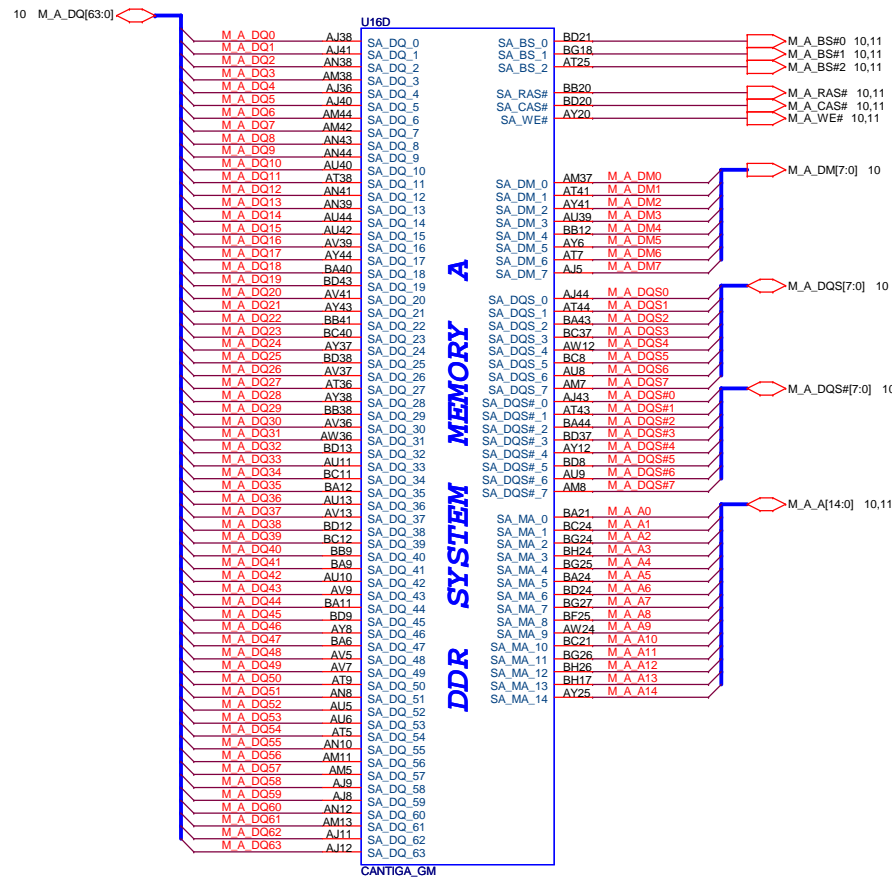 10 M_A_DQ[63:0]
U16D
M_A_DQ0 AJ38 SA_DQ_0
M_A_DQ1 AJ41 SA_DQ_1
M_A_DQ2 AN38 SA_DQ_2
M_A_DQ3 AM38 SA_DQ_3
M_A_DQ4 AJ36 SA_DQ_4
M_A_DQ5 AJ40 SA_DQ_5
M_A_DQ6 AM44 SA_DQ_6
M_A_DQ7 AM42 SA_DQ_7
M_A_DQ8 AN43 SA_DQ_8
M_A_DQ9 AN44 SA_DQ_9
M_A_DQ10 AU40 SA_DQ_10
M_A_DQ11 AT38 SA_DQ_11
M_A_DQ12 AN41 SA_DQ_12
M_A_DQ13 AN39 SA_DQ_13
M_A_DQ14 AU44 SA_DQ_14
M_A_DQ15 AU42 SA_DQ_15
M_A_DQ16 AV39 SA_DQ_16
M_A_DQ17 AY44 SA_DQ_17
M_A_DQ18 BA40 SA_DQ_18
M_A_DQ19 BD43 SA_DQ_19
M_A_DQ20 AV41 SA_DQ_20
M_A_DQ21 AY43 SA_DQ_21
M_A_DQ22 BB41 SA_DQ_22
M_A_DQ23 BC40 SA_DQ_23
M_A_DQ24 AY37 SA_DQ_24
M_A_DQ25 BD38 SA_DQ_25
M_A_DQ26 AV37 SA_DQ_26
M_A_DQ27 AT36 SA_DQ_27
M_A_DQ28 AY38 SA_DQ_28
M_A_DQ29 BB38 SA_DQ_29
M_A_DQ30 AV36 SA_DQ_30
M_A_DQ31 AW36 SA_DQ_31
M_A_DQ32 BD13 SA_DQ_32
M_A_DQ33 AU11 SA_DQ_33
M_A_DQ34 BC11 SA_DQ_34
M_A_DQ35 BA12 SA_DQ_35
M_A_DQ36 AU13 SA_DQ_36
M_A_DQ37 AV13 SA_DQ_37
M_A_DQ38 BD12 SA_DQ_38
M_A_DQ39 BC12 SA_DQ_39
M_A_DQ40 BB9 SA_DQ_40
M_A_DQ41 BA9 SA_DQ_41
M_A_DQ42 AU10 SA_DQ_42
M_A_DQ43 AV9 SA_DQ_43
M_A_DQ44 BA11 SA_DQ_44
M_A_DQ45 BD9 SA_DQ_45
M_A_DQ46 AY8 SA_DQ_46
M_A_DQ47 BA6 SA_DQ_47
M_A_DQ48 AV5 SA_DQ_48
M_A_DQ49 AV7 SA_DQ_49
M_A_DQ50 AT9 SA_DQ_50
M_A_DQ51 AN8 SA_DQ_51
M_A_DQ52 AU5 SA_DQ_52
M_A_DQ53 AU6 SA_DQ_53
M_A_DQ54 AT5 SA_DQ_54
M_A_DQ55 AN10 SA_DQ_55
M_A_DQ56 AM11 SA_DQ_56
M_A_DQ57 AM5 SA_DQ_57
M_A_DQ58 AJ9 SA_DQ_58
M_A_DQ59 AJ8 SA_DQ_59
M_A_DQ60 AN12 SA_DQ_60
M_A_DQ61 AM13 SA_DQ_61
M_A_DQ62 AJ11 SA_DQ_62
M_A_DQ63 AJ12 SA_DQ_63
DDR SYSTEM MEMORY A
SA_BS_0 BD21 M_A_BS#0 10,11
SA_BS_1 BG18 M_A_BS#1 10,11
SA_BS_2 AT25 M_A_BS#2 10,11
SA_RAS# BB20 M_A_RAS# 10,11
SA_CAS# BD20 M_A_CAS# 10,11
SA_WE# AY20 M_A_WE# 10,11
M_A_DM[7:0] 10
SA_DM_0 AM37 M_A_DM0
SA_DM_1 AT41 M_A_DM1
SA_DM_2 AY41 M_A_DM2
SA_DM_3 AU39 M_A_DM3
SA_DM_4 BB12 M_A_DM4
SA_DM_5 AY6 M_A_DM5
SA_DM_6 AT7 M_A_DM6
SA_DM_7 AJ5 M_A_DM7
M_A_DQS[7:0] 10
SA_DQS_0 AJ44 M_A_DQS0
SA_DQS_1 AT44 M_A_DQS1
SA_DQS_2 BA43 M_A_DQS2
SA_DQS_3 BC37 M_A_DQS3
SA_DQS_4 AW12 M_A_DQS4
SA_DQS_5 BC8 M_A_DQS5
SA_DQS_6 AU8 M_A_DQS6
SA_DQS_7 AM7 M_A_DQS7
M_A_DQS#[7:0] 10
SA_DQS#_0 AJ43 M_A_DQS#0
SA_DQS#_1 AT43 M_A_DQS#1
SA_DQS#_2 BA44 M_A_DQS#2
SA_DQS#_3 BD37 M_A_DQS#3
SA_DQS#_4 AY12 M_A_DQS#4
SA_DQS#_5 BD8 M_A_DQS#5
SA_DQS#_6 AU9 M_A_DQS#6
SA_DQS#_7 AM8 M_A_DQS#7
M_A_A[14:0] 10,11
SA_MA_0 BA21 M_A_A0
SA_MA_1 BC24 M_A_A1
SA_MA_2 BG24 M_A_A2
SA_MA_3 BH24 M_A_A3
SA_MA_4 BG25 M_A_A4
SA_MA_5 BA24 M_A_A5
SA_MA_6 BD24 M_A_A6
SA_MA_7 BG27 M_A_A7
SA_MA_8 BF25 M_A_A8
SA_MA_9 AW24 M_A_A9
SA_MA_10 BC21 M_A_A10
SA_MA_11 BG26 M_A_A11
SA_MA_12 BH26 M_A_A12
SA_MA_13 BH17 M_A_A13
SA_MA_14 AY25 M_A_A14
CANTIGA_GM